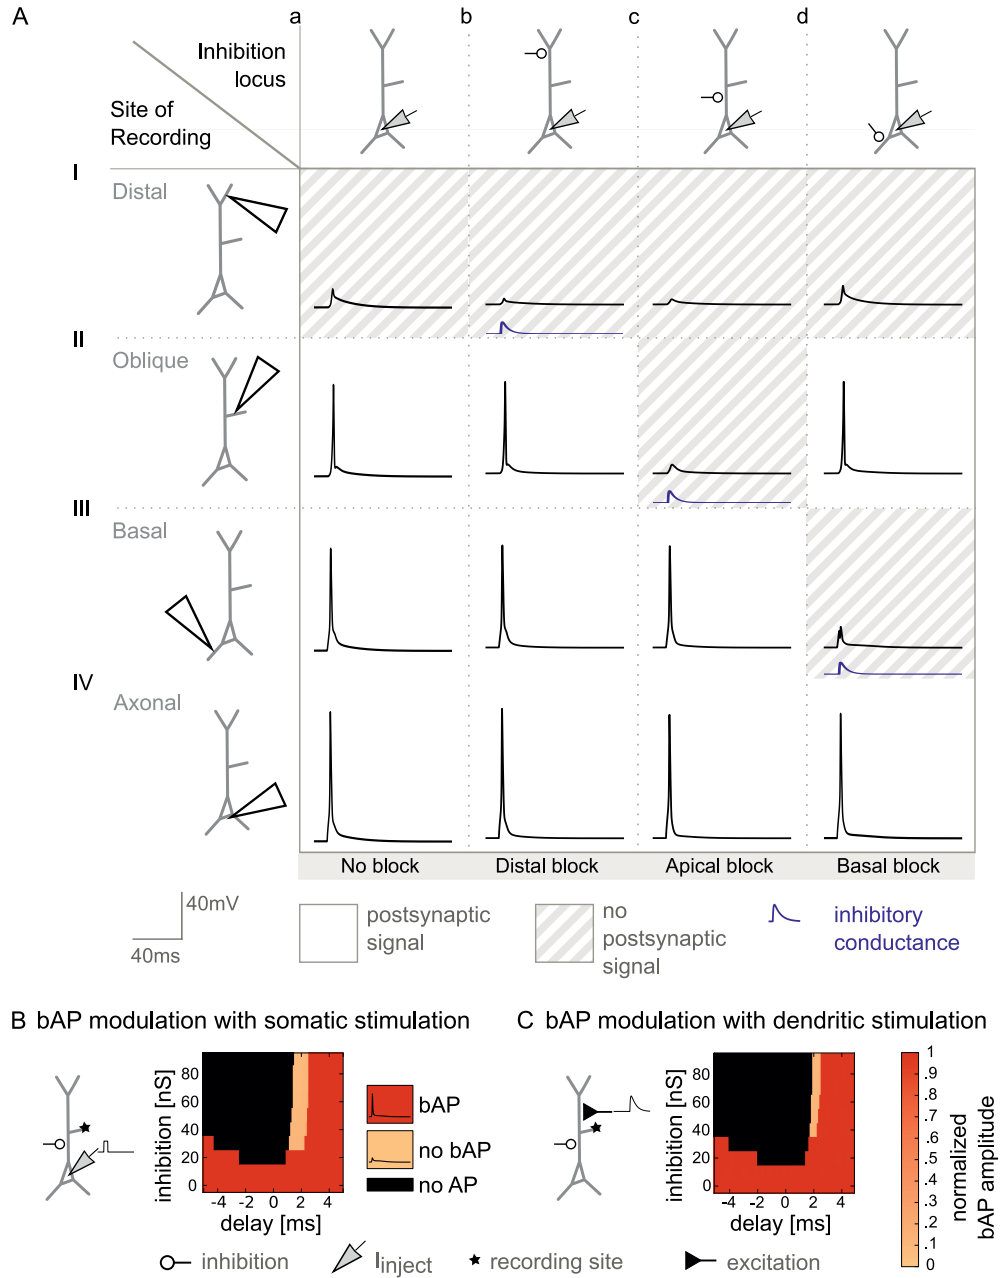 A
a
b
c
d
Inhibition
locus
Site of
Recording
I
Distal
II
Oblique
III
Basal
IV
Axonal
No block
Distal block
Apical block
Basal block
40mV
40ms
postsynaptic
signal
no
postsynaptic
signal
inhibitory
conductance
B bAP modulation with somatic stimulation
inhibition [nS]
80
60
40
20
0
-4
-2
0
2
4
delay [ms]
bAP
no bAP
no AP
C bAP modulation with dendritic stimulation
inhibition [nS]
80
60
40
20
0
-4
-2
0
2
4
delay [ms]
1
.9
.8
.7
.6
.5
.4
.3
.2
.1
0
normalized
bAP amplitude
inhibition
Iinject
recording site
excitation